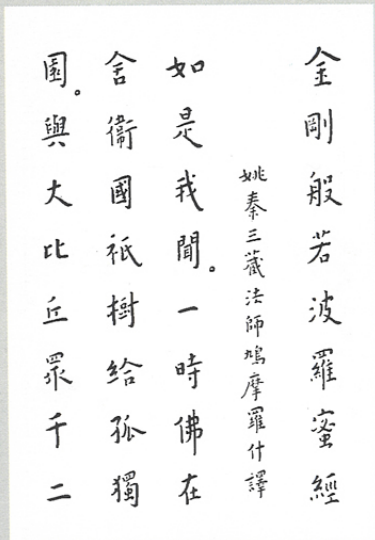 金剛般若波羅蜜經
姚秦三藏法師鳩摩羅什譯
如是我聞。一時佛在
舍衞國祇樹給孤獨
園。與大比丘眾千二